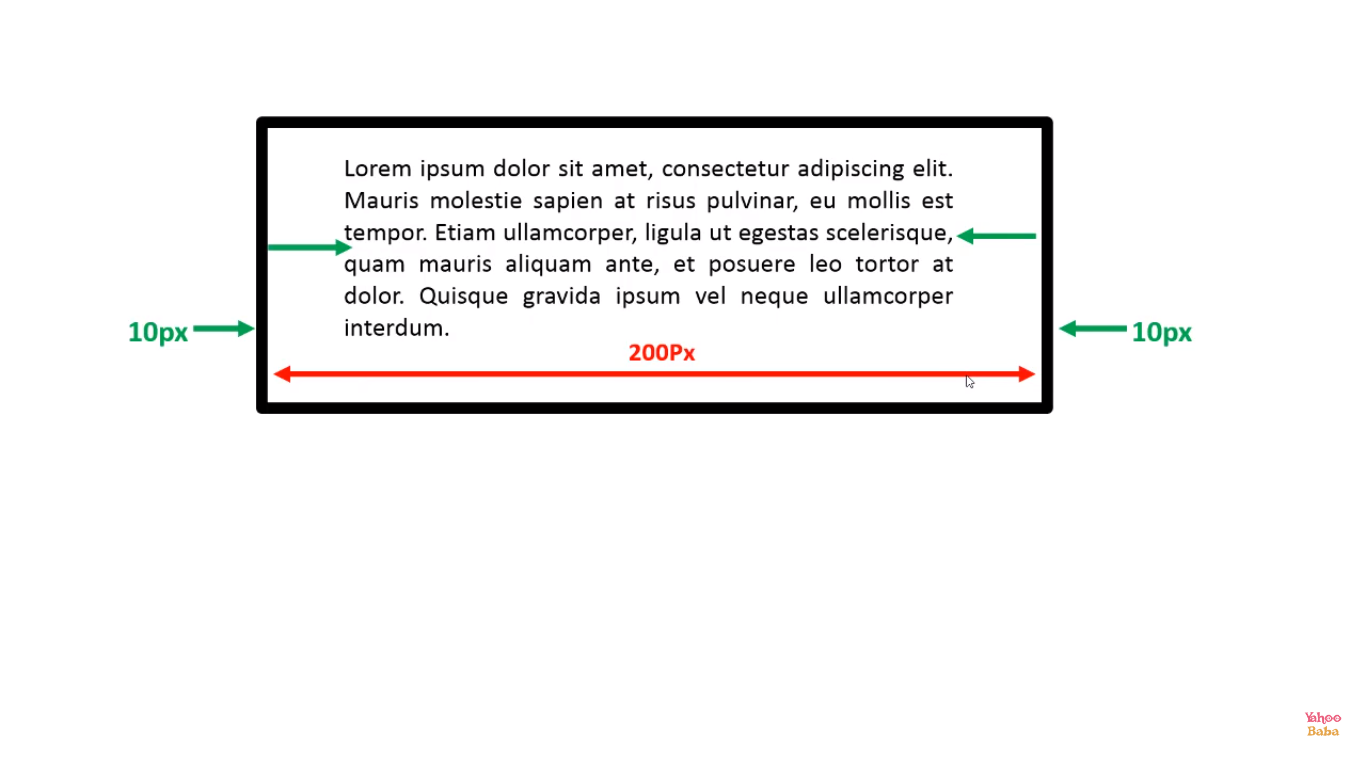 Lorem ipsum dolor sit amet, consectetur adipiscing elit.
Mauris molestie sapien at risus pulvinar, eu mollis est
tempor. Etiam ullamcorper, ligula ut egestas scelerisque,
quam mauris aliquam ante, et posuere leo tortor at
dolor. Quisque gravida ipsum vel neque ullamcorper
interdum.
10px
10px
200Px
Yahoo
Baba